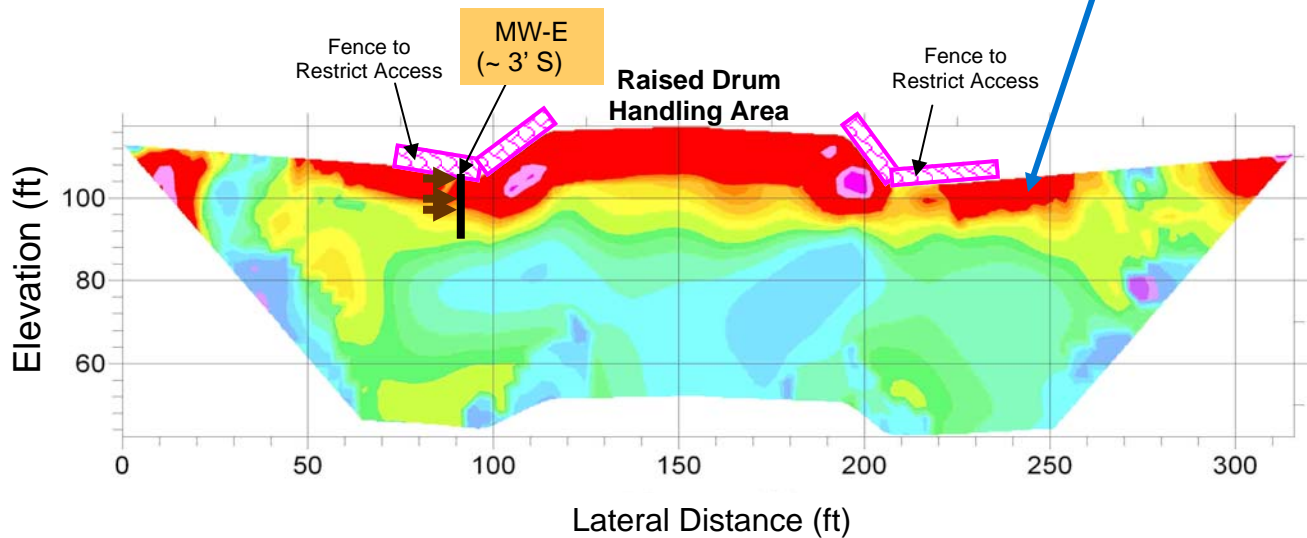 MW-E
(~ 3’ S)
Fence to
Restrict Access
Raised Drum
Handling Area
Fence to
Restrict Access
Elevation (ft)
100
80
60
0
50
100
150
200
250
300
Lateral Distance (ft)